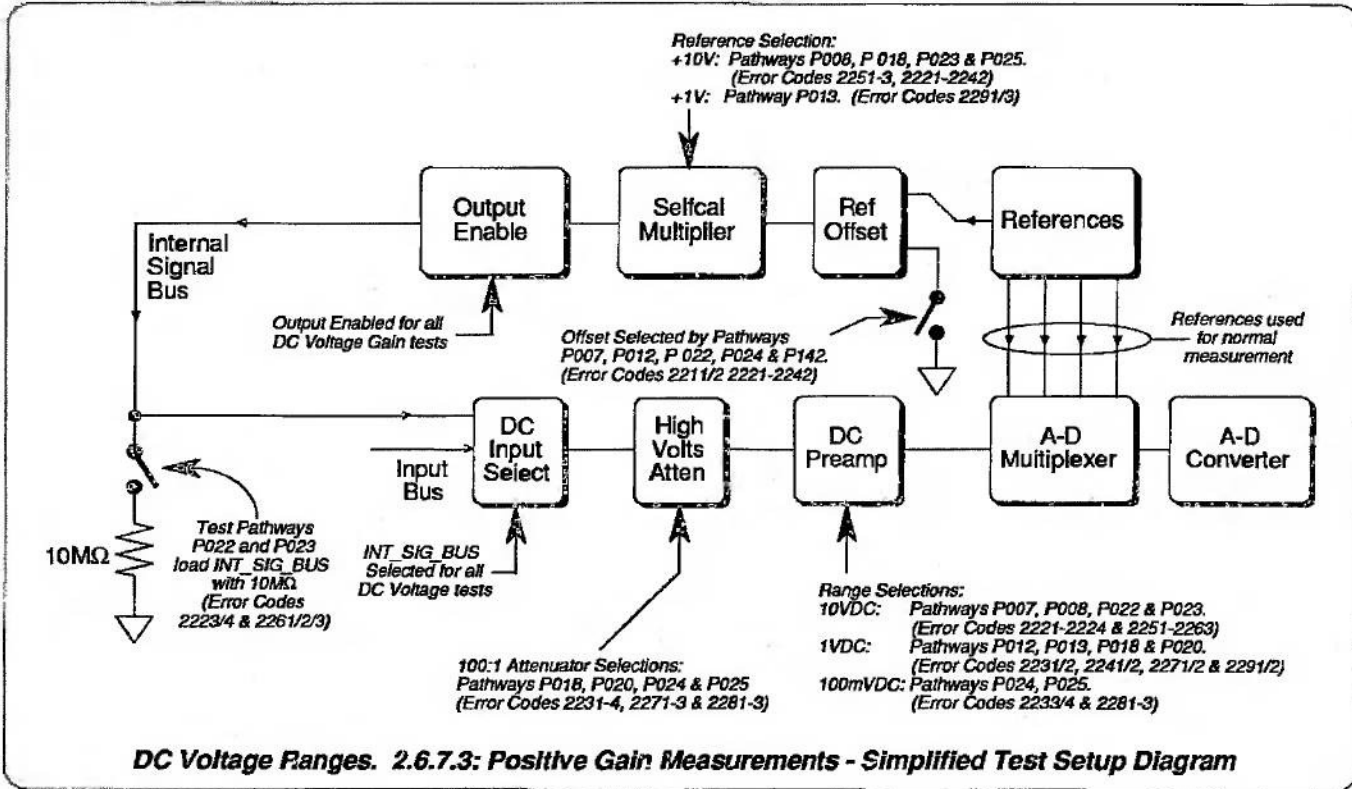 Reference Selection:
+10V: Pathways P008, P 018, P023 & P025.
(Error Codes 2251-3, 2221-2242)
+1V: Pathway P013. (Error Codes 2291/3)
Output
Enable
Selfcal
Multiplier
Ref
Offset
References
Internal
Signal
Bus
Output Enabled for all
DC Voltage Gain tests
Offset Selected by Pathways
P007, P012, P 022, P024 & P142.
(Error Codes 2211/2 2221-2242)
References used
for normal
measurement
DC
Input
Select
High
Volts
Atten
DC
Preamp
A-D
Multiplexer
A-D
Converter
Input
Bus
10MΩ
Test Pathways
P022 and P023
load INT_SIG_BUS
with 10MΩ
(Error Codes
2223/4 & 2261/2/3)
INT_SIG_BUS
Selected for all
DC Voltage tests
100:1 Attenuator Selections:
Pathways P018, P020, P024 & P025
(Error Codes 2231-4, 2271-3 & 2281-3)
Range Selections:
10VDC: Pathways P007, P008, P022 & P023.
(Error Codes 2221-2224 & 2251-2263)
1VDC: Pathways P012, P013, P018 & P020.
(Error Codes 2231/2, 2241/2, 2271/2 & 2291/2)
100mVDC: Pathways P024, P025.
(Error Codes 2233/4 & 2281-3)
DC Voltage Ranges. 2.6.7.3: Positive Gain Measurements - Simplified Test Setup Diagram